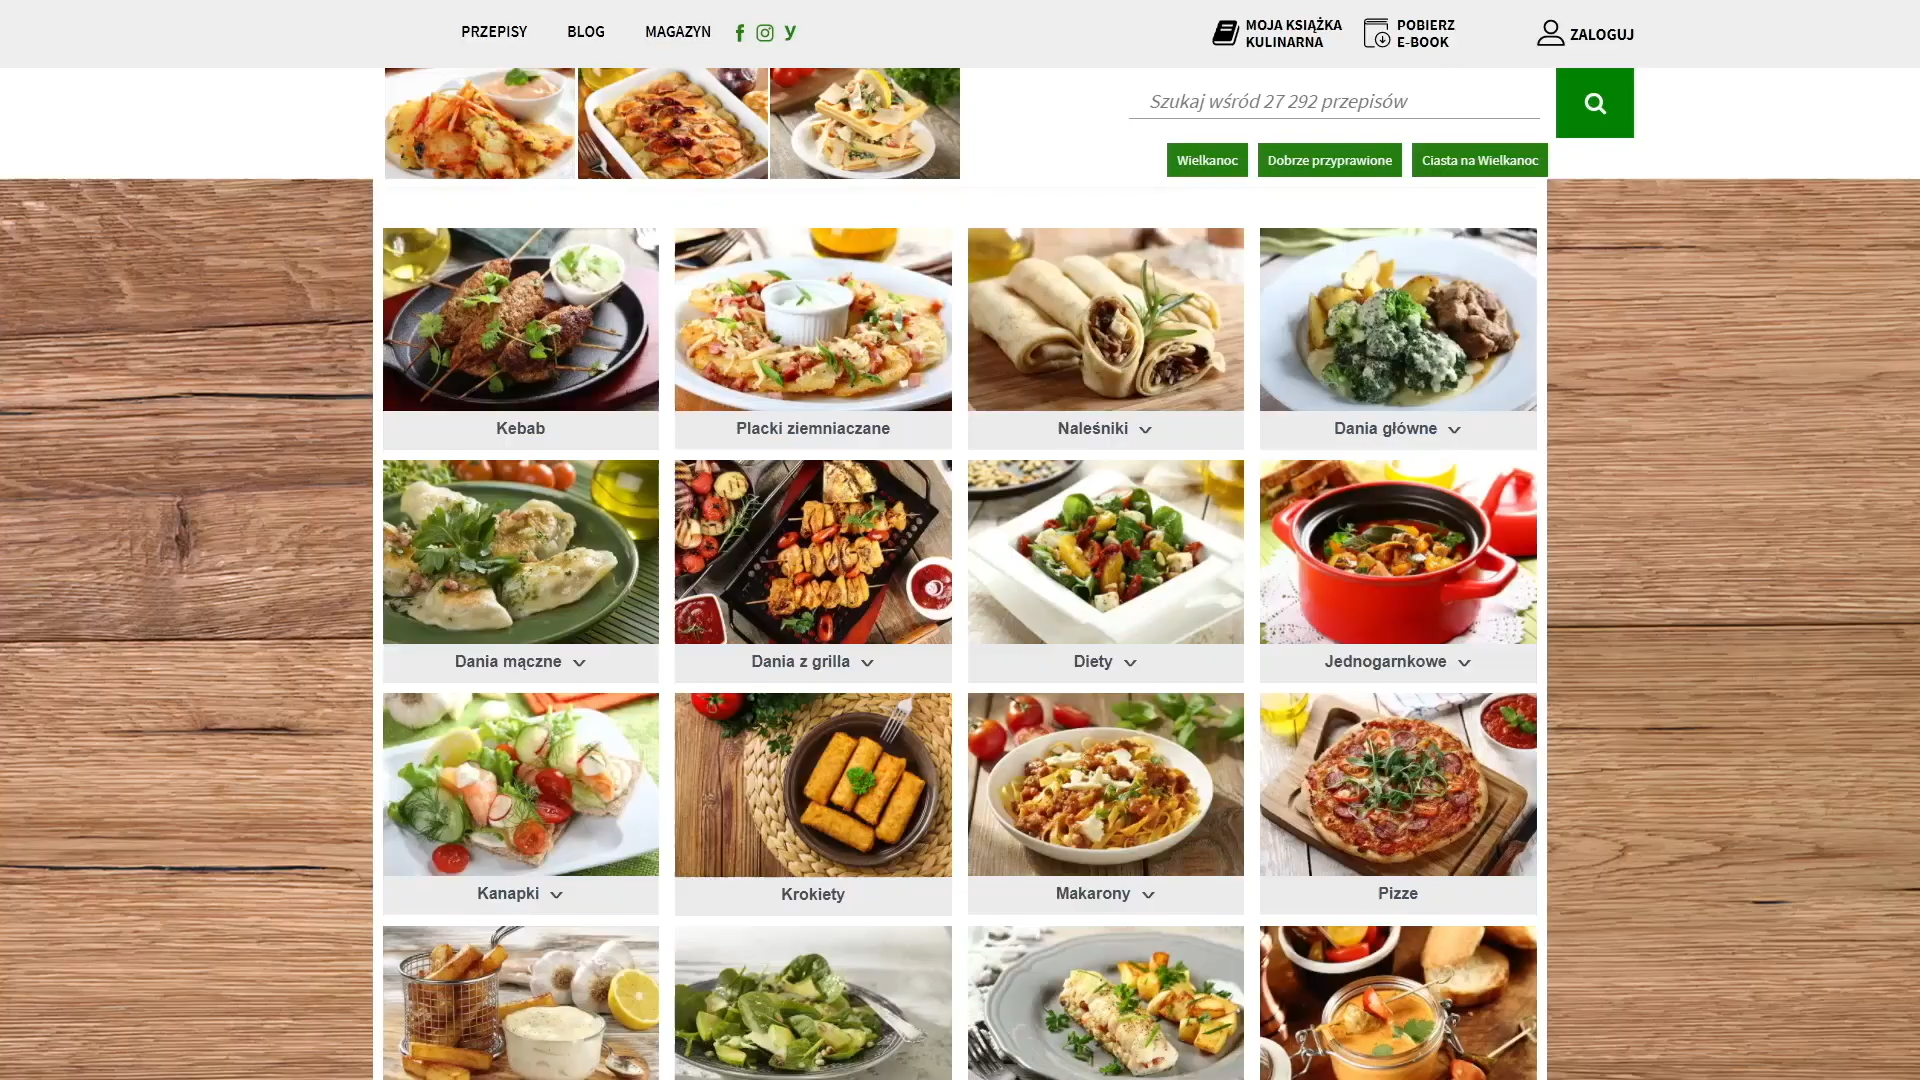 PRZEPISY
BLOG
MAGAZYN
MOJA KSIĄŻKA
KULINARNA
POBIERZ
E-BOOK
ZALOGUJ
Szukaj wśród 27 292 przepisów
Wielkanoc
Dobrze przyprawione
Ciasta na Wielkanoc
Kebab
Placki ziemniaczane
Naleśniki
Dania główne
Dania mączne
Dania z grilla
Diety
Jednogarnkowe
Kanapki
Krokiety
Makarony
Pizze